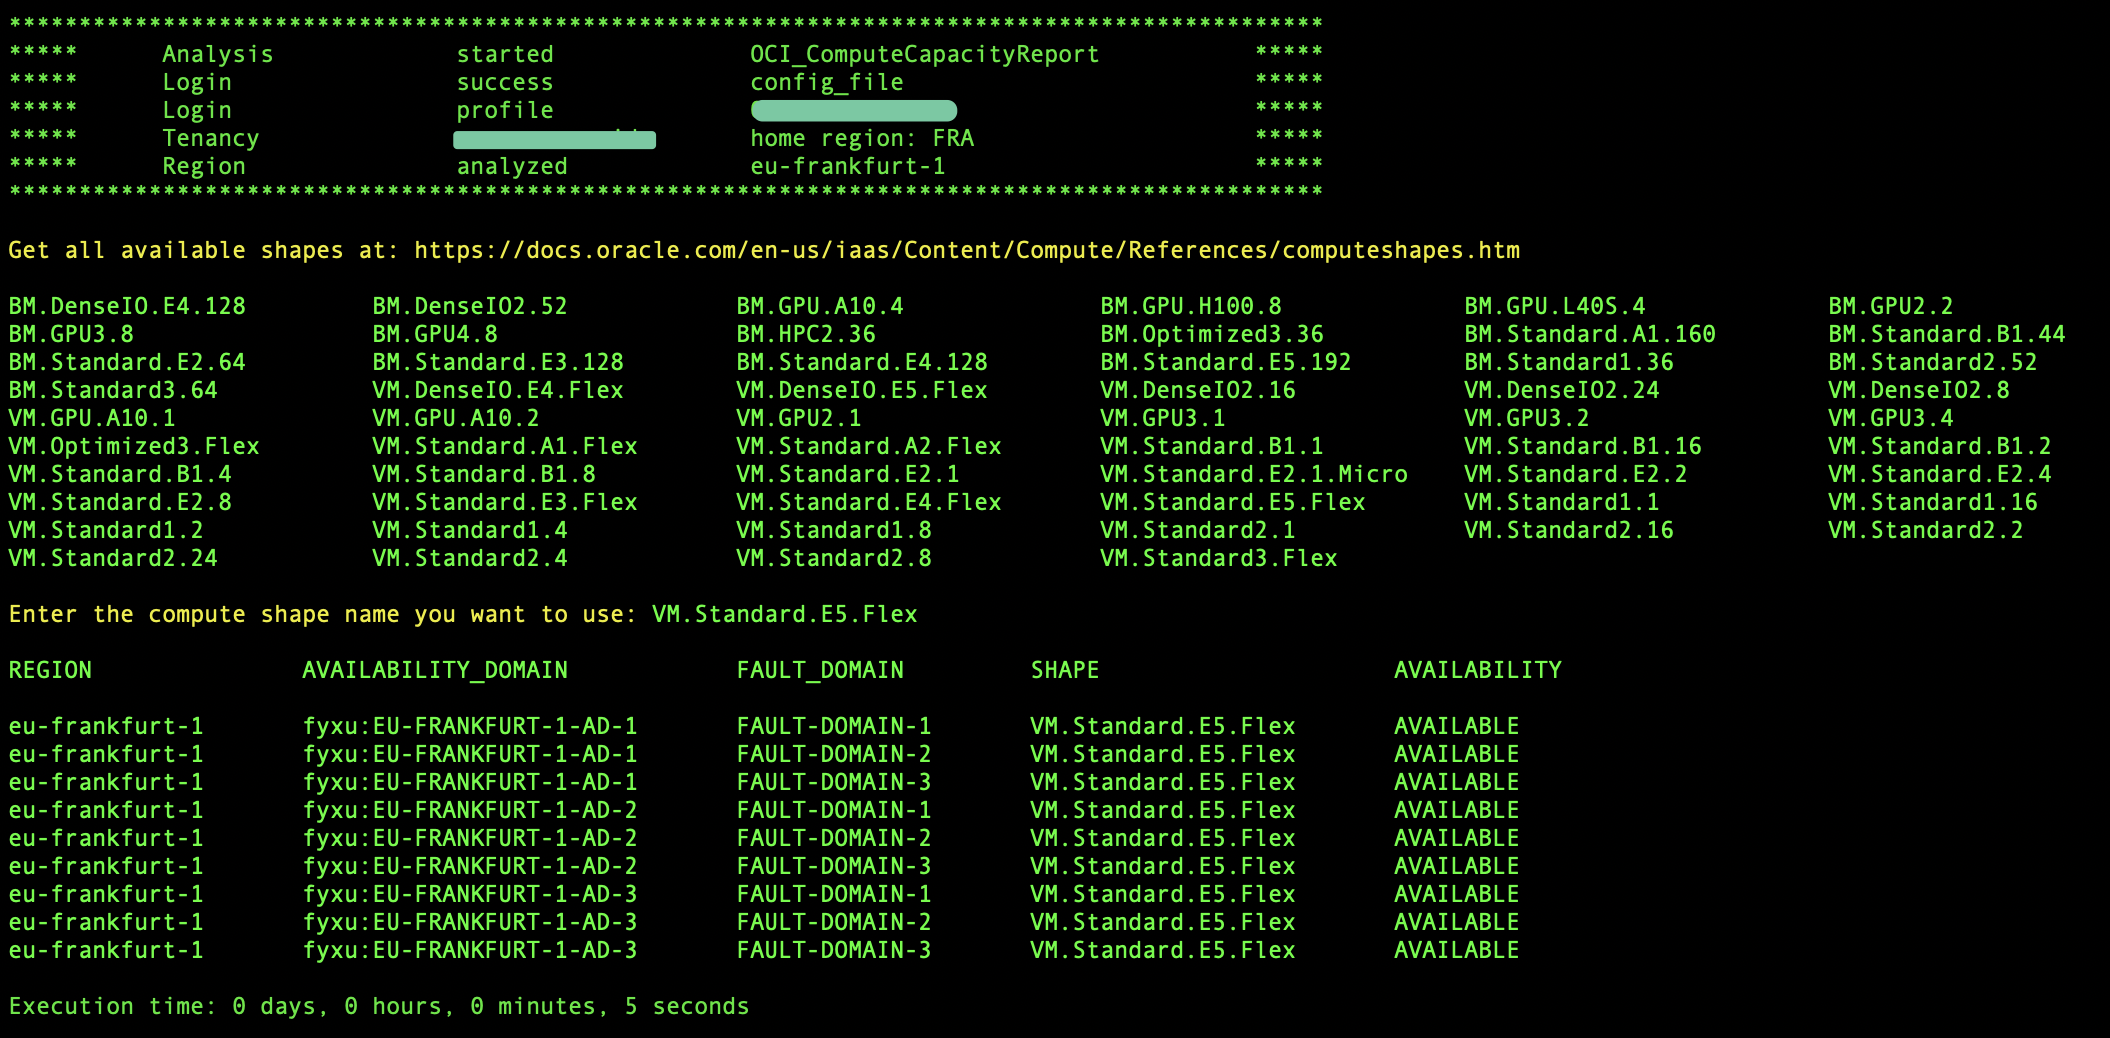 **********************************************************************************************
***** Analysis started OCI_ComputeCapacityReport *****
***** Login success config_file *****
***** Login profile *****
***** Tenancy home region: FRA *****
***** Region analyzed eu-frankfurt-1 *****
**********************************************************************************************
Get all available shapes at: https://docs.oracle.com/en-us/iaas/Content/Compute/References/computeshapes.htm
BM.DenseIO.E4.128 BM.DenseIO2.52 BM.GPU.A10.4 BM.GPU.H100.8 BM.GPU.L40S.4 BM.GPU2.2
BM.GPU3.8 BM.GPU4.8 BM.HPC2.36 BM.Optimized3.36 BM.Standard.A1.160 BM.Standard.B1.44
BM.Standard.E2.64 BM.Standard.E3.128 BM.Standard.E4.128 BM.Standard.E5.192 BM.Standard1.36 BM.Standard2.52
BM.Standard3.64 VM.DenseIO.E4.Flex VM.DenseIO.E5.Flex VM.DenseIO2.16 VM.DenseIO2.24 VM.DenseIO2.8
VM.GPU.A10.1 VM.GPU.A10.2 VM.GPU2.1 VM.GPU3.1 VM.GPU3.2 VM.GPU3.4
VM.Optimized3.Flex VM.Standard.A1.Flex VM.Standard.A2.Flex VM.Standard.B1.1 VM.Standard.B1.16 VM.Standard.B1.2
VM.Standard.B1.4 VM.Standard.B1.8 VM.Standard.E2.1 VM.Standard.E2.1.Micro VM.Standard.E2.2 VM.Standard.E2.4
VM.Standard.E2.8 VM.Standard.E3.Flex VM.Standard.E4.Flex VM.Standard.E5.Flex VM.Standard1.1 VM.Standard1.16
VM.Standard1.2 VM.Standard1.4 VM.Standard1.8 VM.Standard2.1 VM.Standard2.16 VM.Standard2.2
VM.Standard2.24 VM.Standard2.4 VM.Standard2.8 VM.Standard3.Flex
Enter the compute shape name you want to use: VM.Standard.E5.Flex
REGION AVAILABILITY_DOMAIN FAULT_DOMAIN SHAPE AVAILABILITY
eu-frankfurt-1 fyxu:EU-FRANKFURT-1-AD-1 FAULT-DOMAIN-1 VM.Standard.E5.Flex AVAILABLE
eu-frankfurt-1 fyxu:EU-FRANKFURT-1-AD-1 FAULT-DOMAIN-2 VM.Standard.E5.Flex AVAILABLE
eu-frankfurt-1 fyxu:EU-FRANKFURT-1-AD-1 FAULT-DOMAIN-3 VM.Standard.E5.Flex AVAILABLE
eu-frankfurt-1 fyxu:EU-FRANKFURT-1-AD-2 FAULT-DOMAIN-1 VM.Standard.E5.Flex AVAILABLE
eu-frankfurt-1 fyxu:EU-FRANKFURT-1-AD-2 FAULT-DOMAIN-2 VM.Standard.E5.Flex AVAILABLE
eu-frankfurt-1 fyxu:EU-FRANKFURT-1-AD-2 FAULT-DOMAIN-3 VM.Standard.E5.Flex AVAILABLE
eu-frankfurt-1 fyxu:EU-FRANKFURT-1-AD-3 FAULT-DOMAIN-1 VM.Standard.E5.Flex AVAILABLE
eu-frankfurt-1 fyxu:EU-FRANKFURT-1-AD-3 FAULT-DOMAIN-2 VM.Standard.E5.Flex AVAILABLE
eu-frankfurt-1 fyxu:EU-FRANKFURT-1-AD-3 FAULT-DOMAIN-3 VM.Standard.E5.Flex AVAILABLE
Execution time: 0 days, 0 hours, 0 minutes, 5 seconds